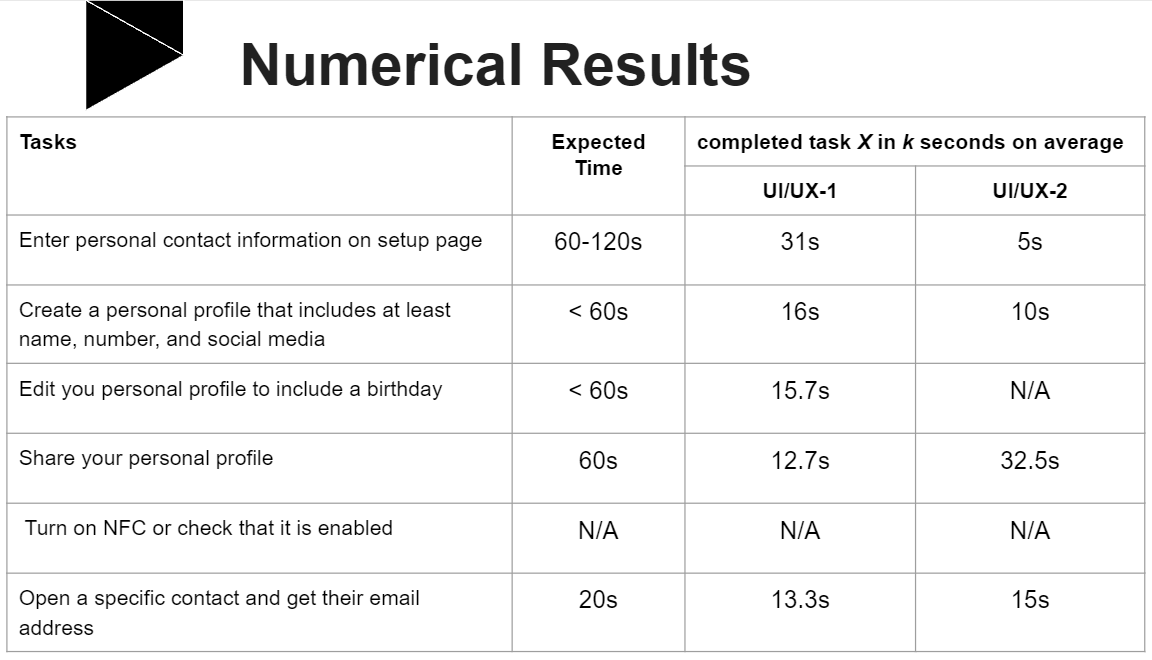 Numerical Results
Tasks
Expected
Time
completed task X in k seconds on average
UI/UX-1
UI/UX-2
Enter personal contact information on setup page
60-120s
31s
5s
Create a personal profile that includes at least
name, number, and social media
< 60s
16s
10s
Edit you personal profile to include a birthday
< 60s
15.7s
N/A
Share your personal profile
60s
12.7s
32.5s
Turn on NFC or check that it is enabled
N/A
N/A
N/A
Open a specific contact and get their email
address
20s
13.3s
15s